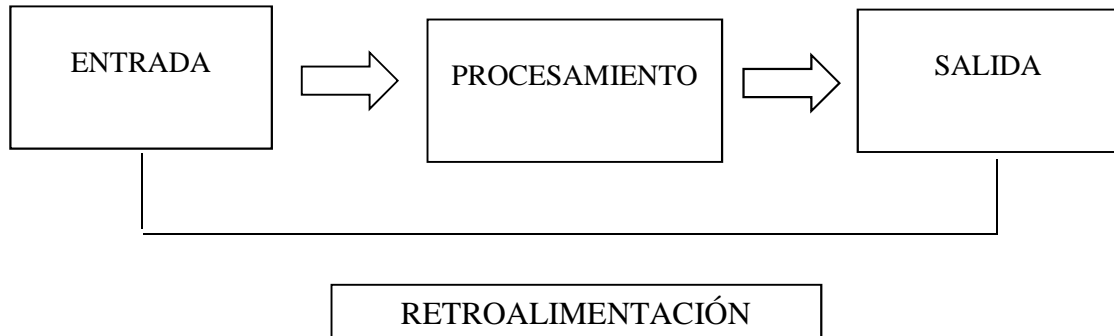 ENTRADA
PROCESAMIENTO
SALIDA
RETROALIMENTACIÓN